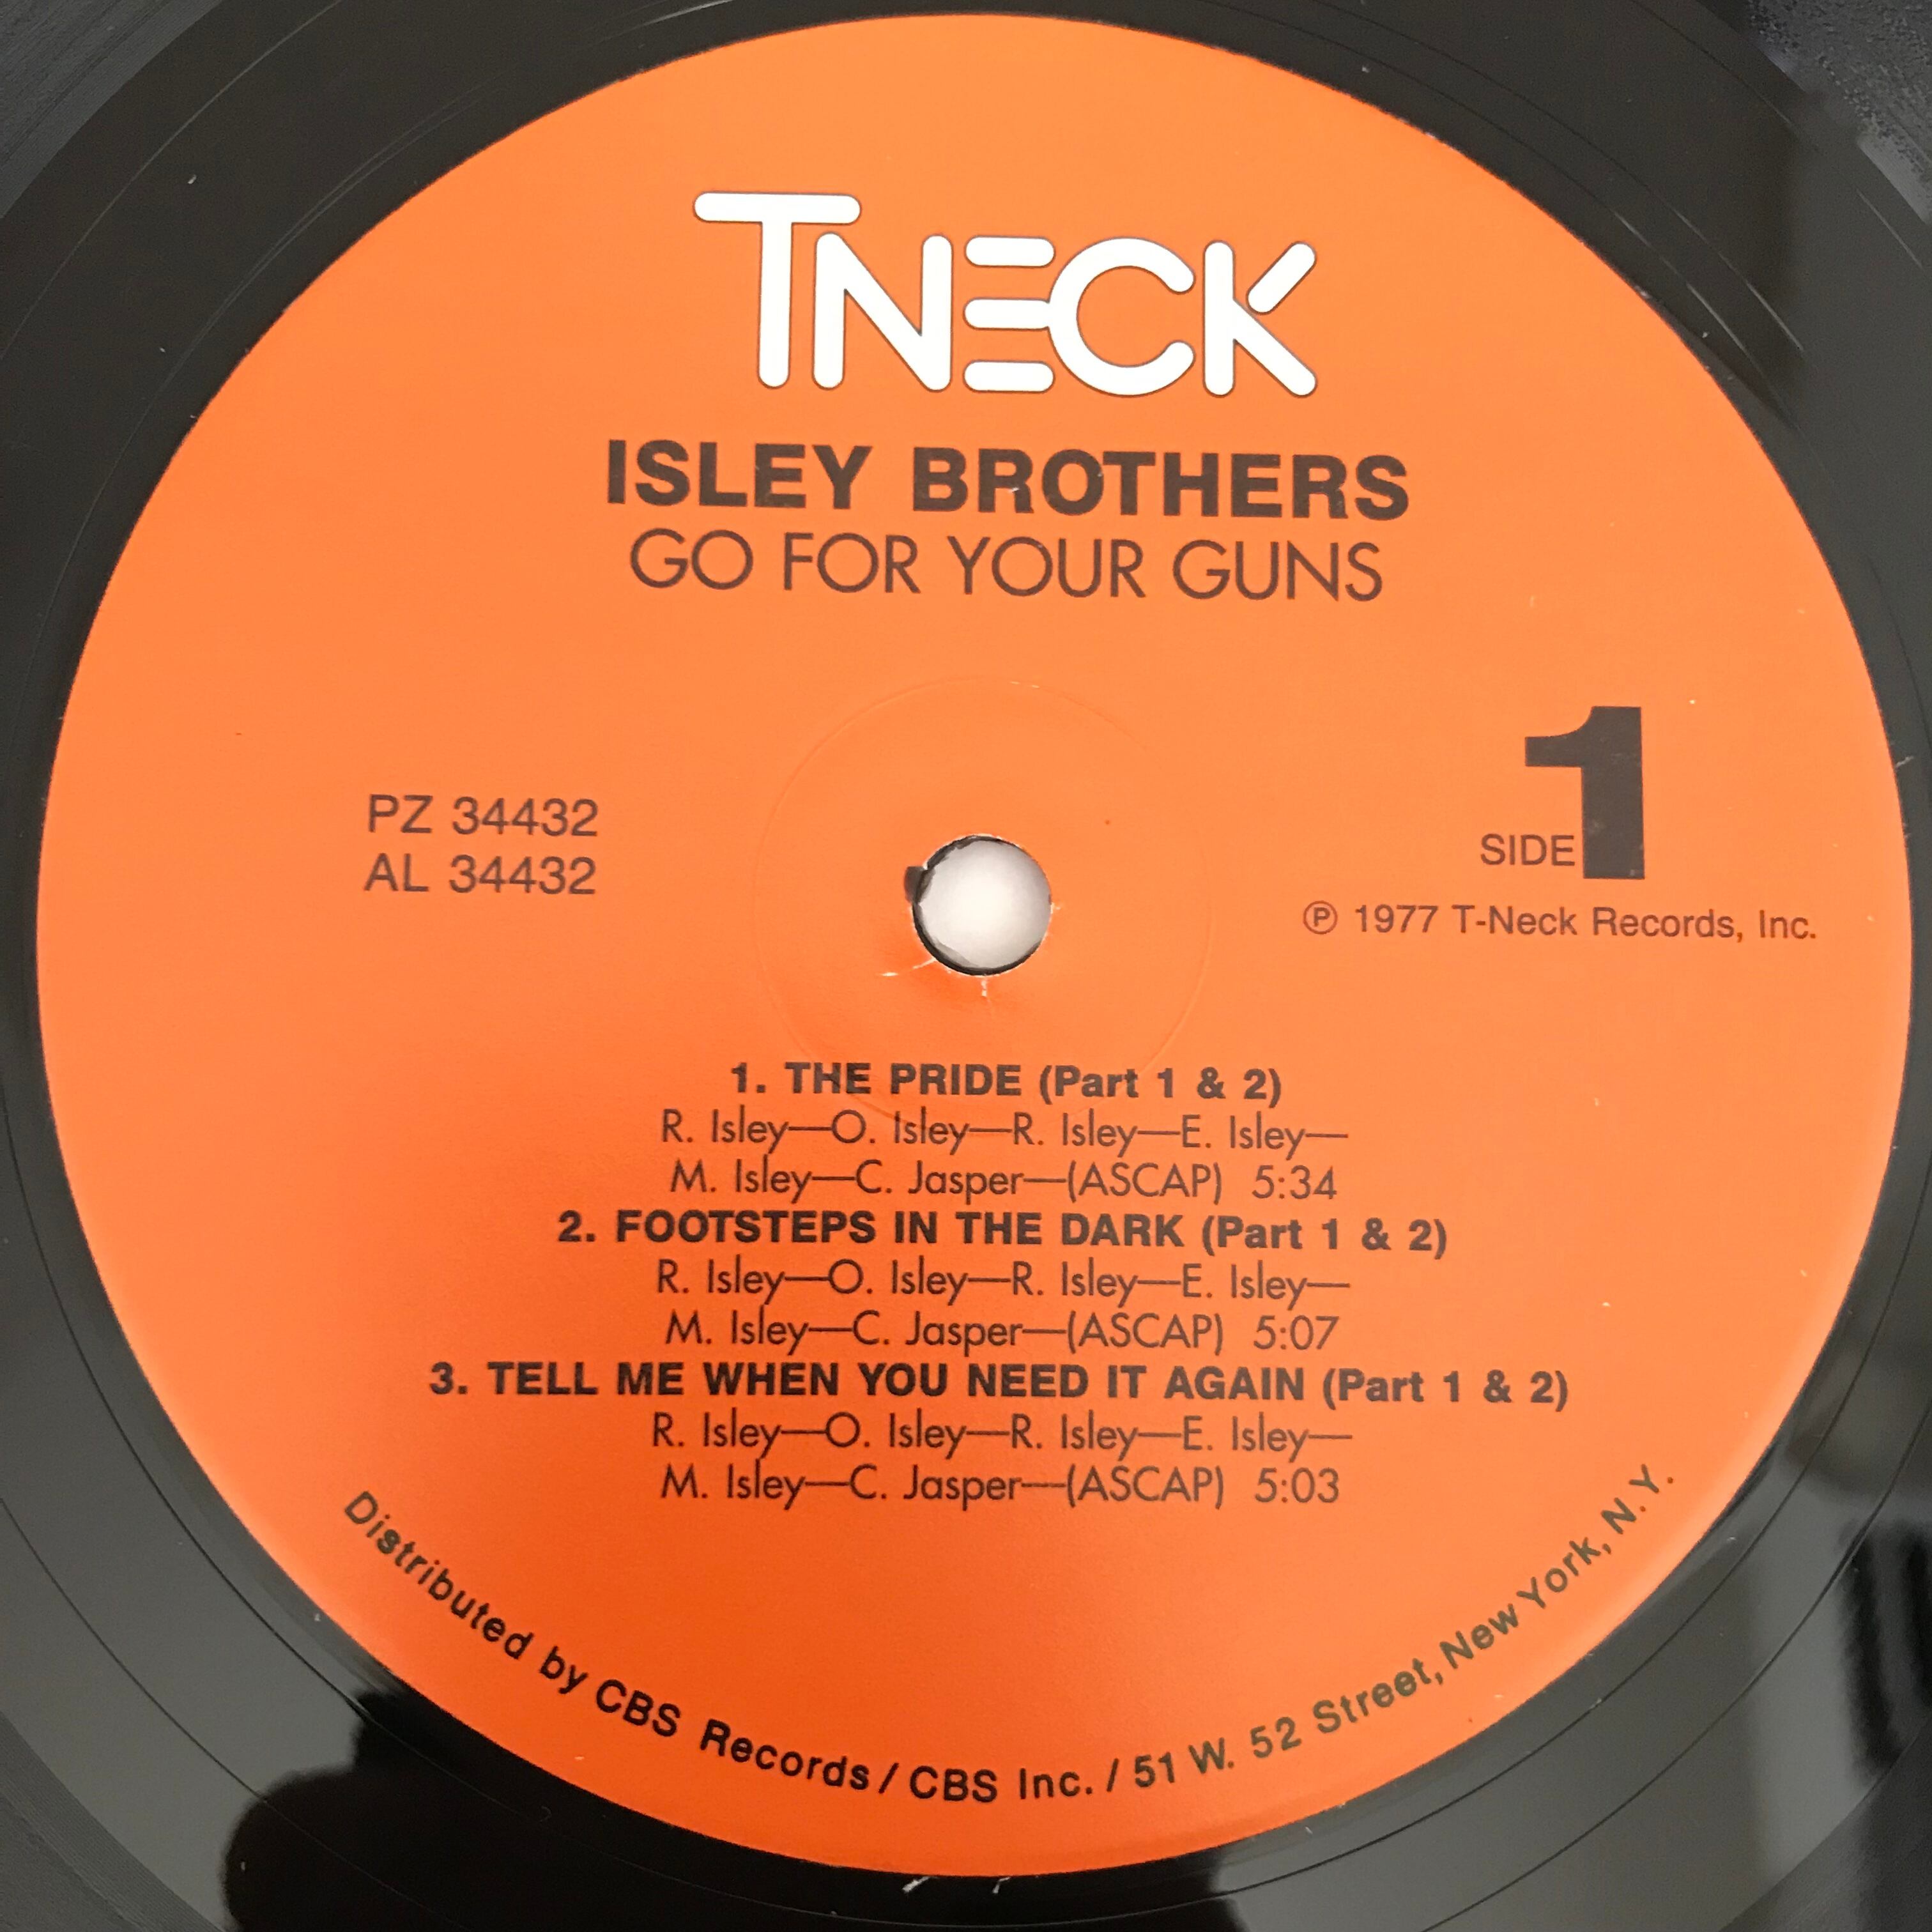 TNECK
ISLEY BROTHERS
GO FOR YOUR GUNS
PZ 34432
AL 34432
SIDE 1
℗ 1977 T-Neck Records, Inc.
1. THE PRIDE (Part 1 & 2)
R. Isley—O. Isley—R. Isley—E. Isley—
M. Isley—C. Jasper—(ASCAP) 5:34
2. FOOTSTEPS IN THE DARK (Part 1 & 2)
R. Isley—O. Isley—R. Isley—E. Isley—
M. Isley—C. Jasper—(ASCAP) 5:07
3. TELL ME WHEN YOU NEED IT AGAIN (Part 1 & 2)
R. Isley—O. Isley—R. Isley—E. Isley—
M. Isley—C. Jasper—(ASCAP) 5:03
Distributed by CBS Records / CBS Inc. / 51 W. 52 Street, New York, N.Y.